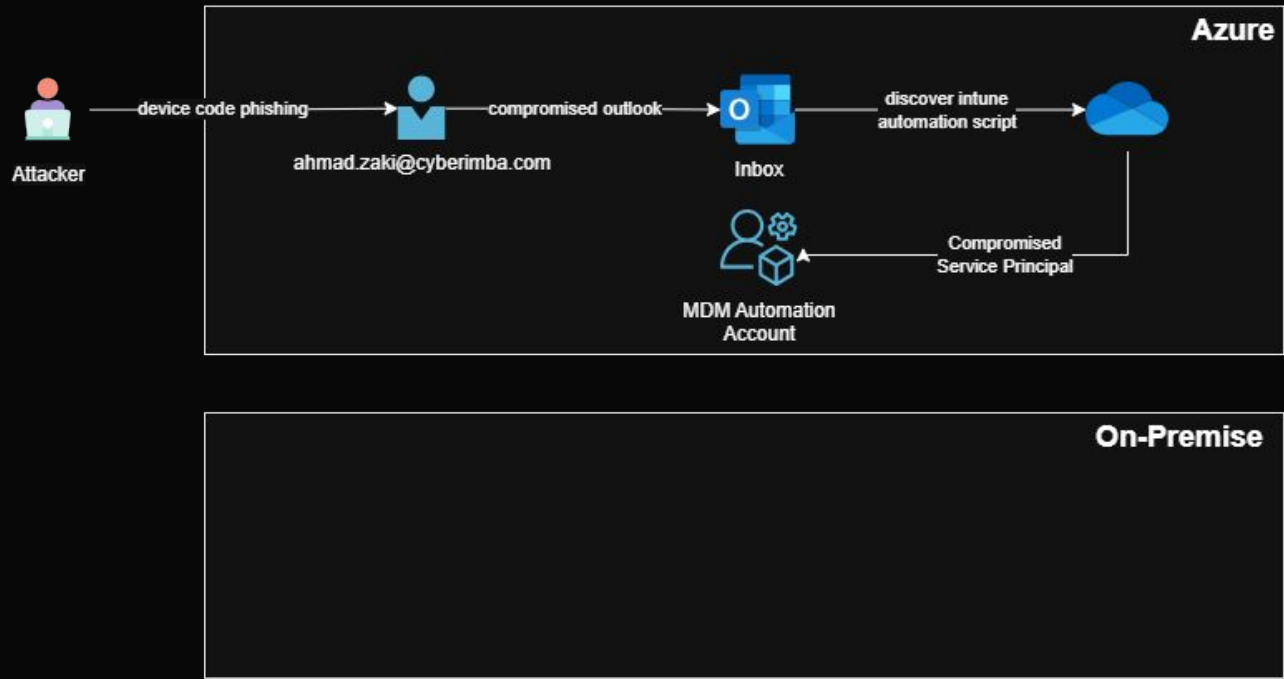 Azure
device code phishing
compromised outlook
discover intune
automation script
Attacker
ahmad.zaki@cyberimba.com
Inbox
Compromised
Service Principal
MDM Automation
Account
On-Premise